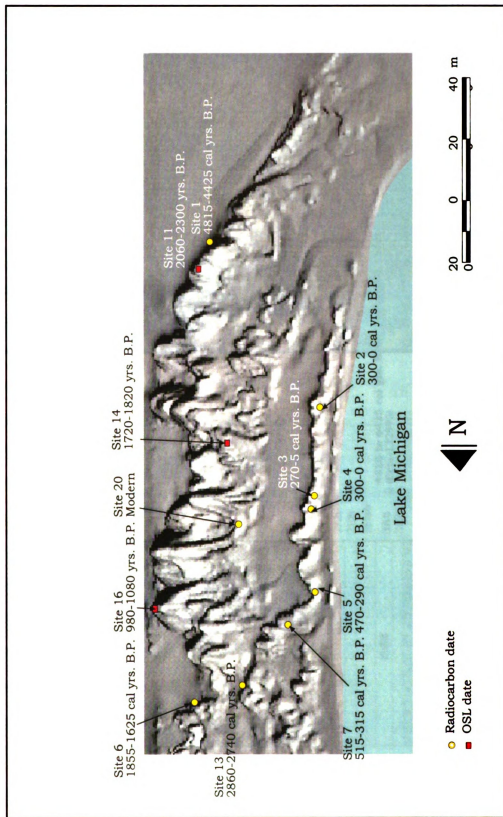 Site 11
2060-2300 yrs. B.P.
Site 1
4815-4425 cal yrs. B.P.
Site 14
1720-1820 yrs. B.P.
Site 20
Modern
Site 16
980-1080 yrs. B.P.
Site 6
1855-1625 cal yrs. B.P.
Site 13
2860-2740 cal yrs. B.P.
Site 3
270-5 cal yrs. B.P.
Site 2
300-0 cal yrs. B.P.
Site 4
300-0 cal yrs. B.P.
Site 5
470-290 cal yrs. B.P.
Site 7
515-315 cal yrs. B.P.
Lake Michigan
Radiocarbon date
OSL date
N
20 0 20 40 m